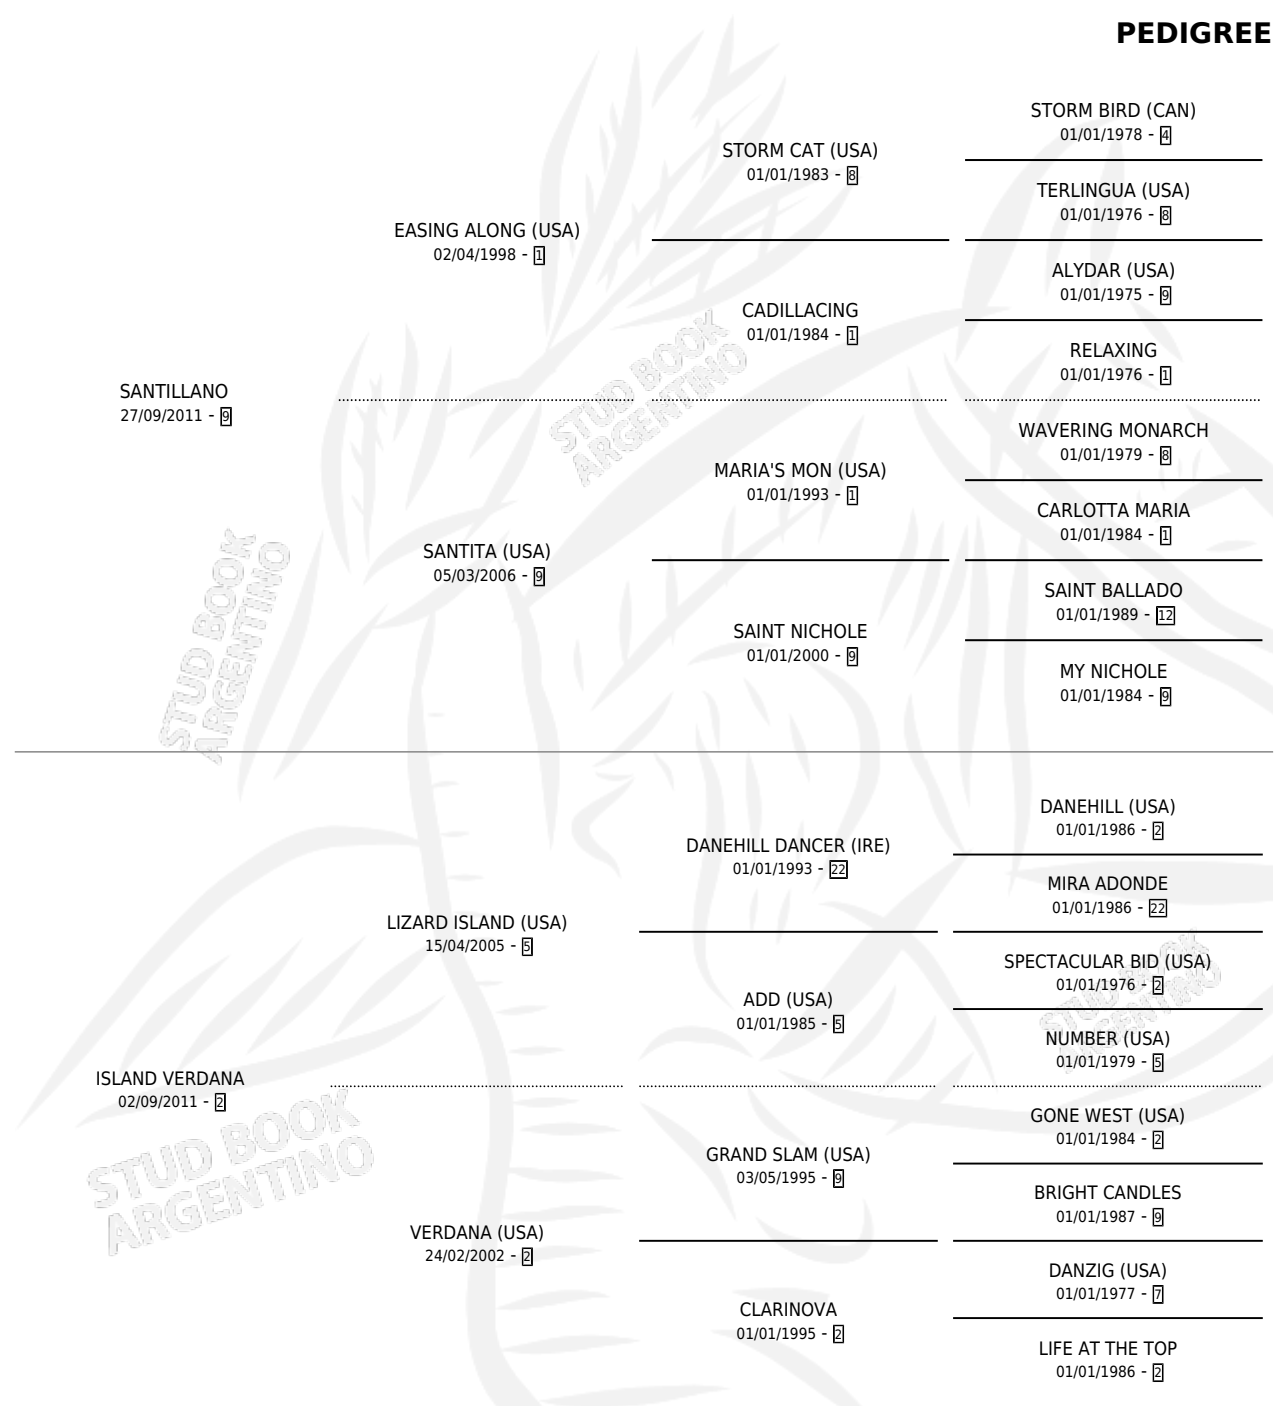 PEDIGREE
STORM BIRD (CAN)
01/01/1978 - 4
STORM CAT (USA)
01/01/1983 - 8
TERLINGUA (USA)
01/01/1976 - 8
EASING ALONG (USA)
02/04/1998 - 1
ALYDAR (USA)
01/01/1975 - 9
CADILLACING
01/01/1984 - 1
RELAXING
01/01/1976 - 1
SANTILLANO
27/09/2011 - 9
WAVERING MONARCH
01/01/1979 - 8
MARIA'S MON (USA)
01/01/1993 - 1
CARLOTTA MARIA
01/01/1984 - 1
SANTITA (USA)
05/03/2006 - 9
SAINT BALLADO
01/01/1989 - 12
SAINT NICHOLE
01/01/2000 - 9
MY NICHOLE
01/01/1984 - 9
DANEHILL (USA)
01/01/1986 - 2
DANEHILL DANCER (IRE)
01/01/1993 - 22
MIRA ADONDE
01/01/1986 - 22
LIZARD ISLAND (USA)
15/04/2005 - 5
SPECTACULAR BID (USA)
01/01/1976 - 2
ADD (USA)
01/01/1985 - 5
NUMBER (USA)
01/01/1979 - 5
ISLAND VERDANA
02/09/2011 - 2
GONE WEST (USA)
01/01/1984 - 2
GRAND SLAM (USA)
03/05/1995 - 9
BRIGHT CANDLES
01/01/1987 - 9
VERDANA (USA)
24/02/2002 - 2
DANZIG (USA)
01/01/1977 - 7
CLARINOVA
01/01/1995 - 2
LIFE AT THE TOP
01/01/1986 - 2
STUD BOOK
ARGENTINO
STUD BOOK
ARGENTINO
STUD BOOK
ARGENTINO
STUD BOOK
ARGENTINO